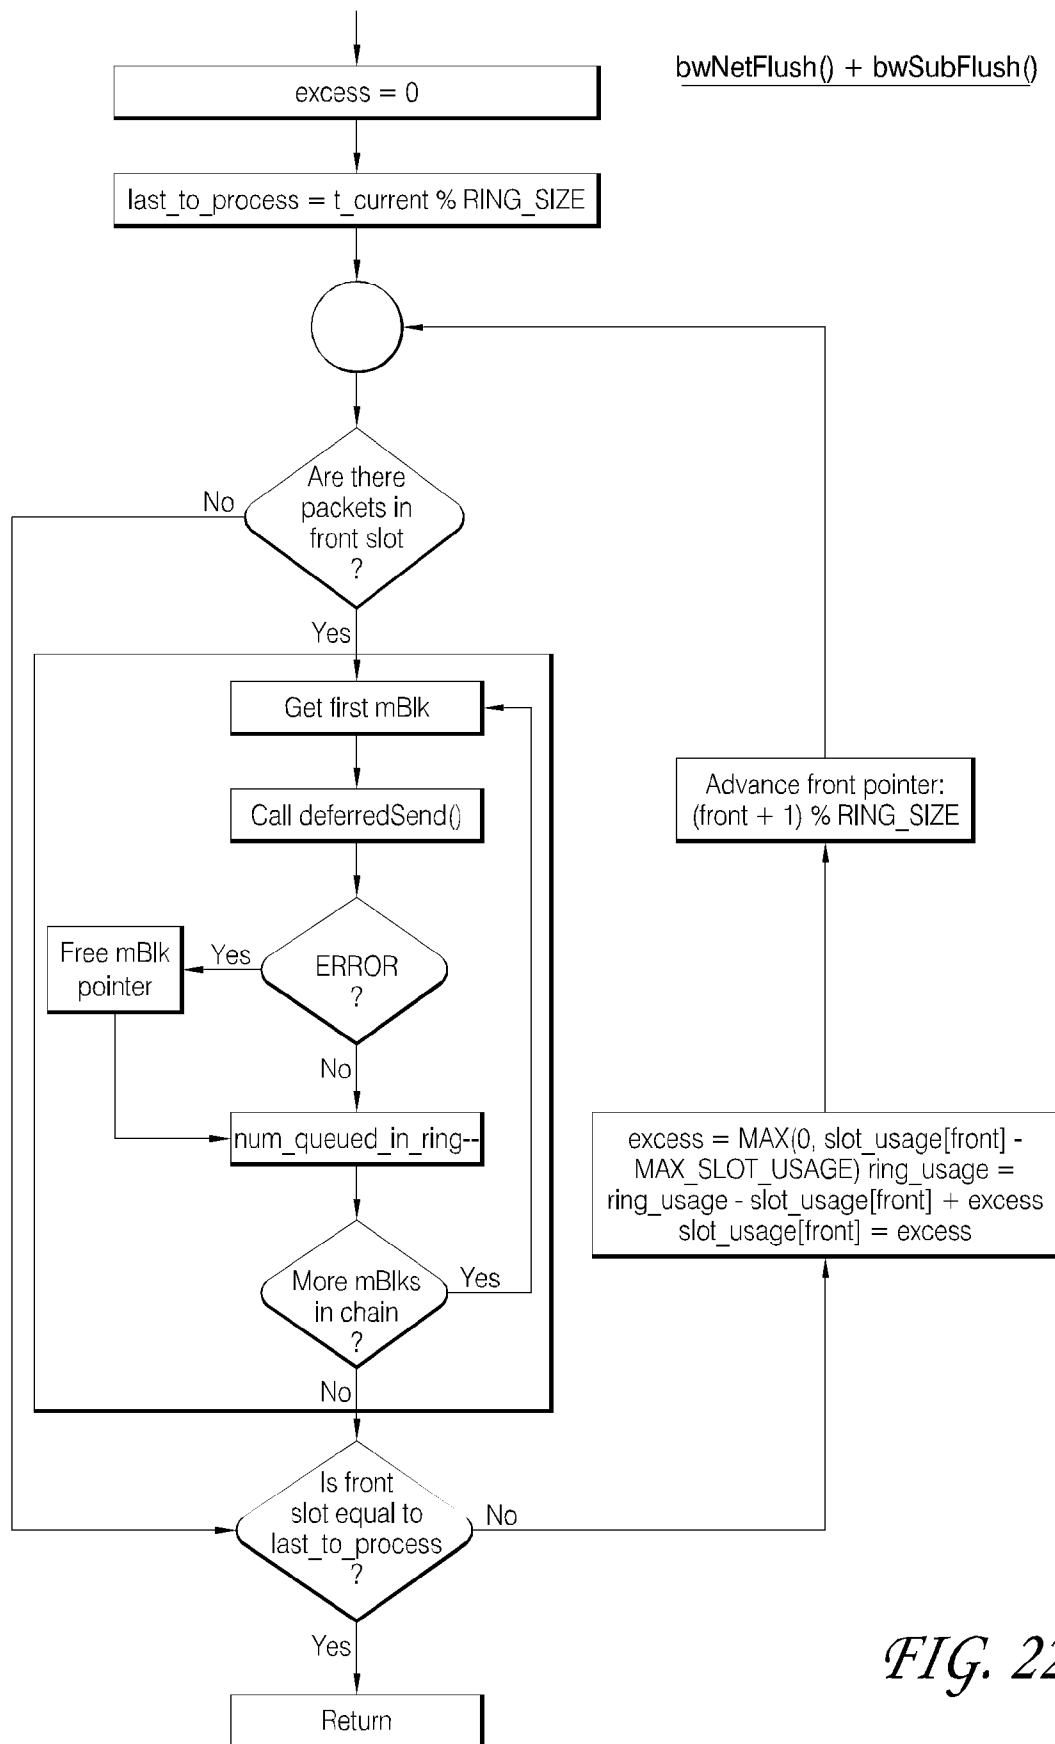 bwNetFlush() + bwSubFlush()
excess = 0
last_to_process = t_current % RING_SIZE
Are there
packets in
front slot
?
No
Yes
Get first mBlk
Call deferredSend()
ERROR
?
Yes
Free mBlk
pointer
No
num_queued_in_ring--
More mBlks
in chain
?
Yes
No
Is front
slot equal to
last_to_process
?
No
Yes
Return
excess = MAX(0, slot_usage[front] -
MAX_SLOT_USAGE) ring_usage =
ring_usage - slot_usage[front] + excess
slot_usage[front] = excess
Advance front pointer:
(front + 1) % RING_SIZE
FIG. 22